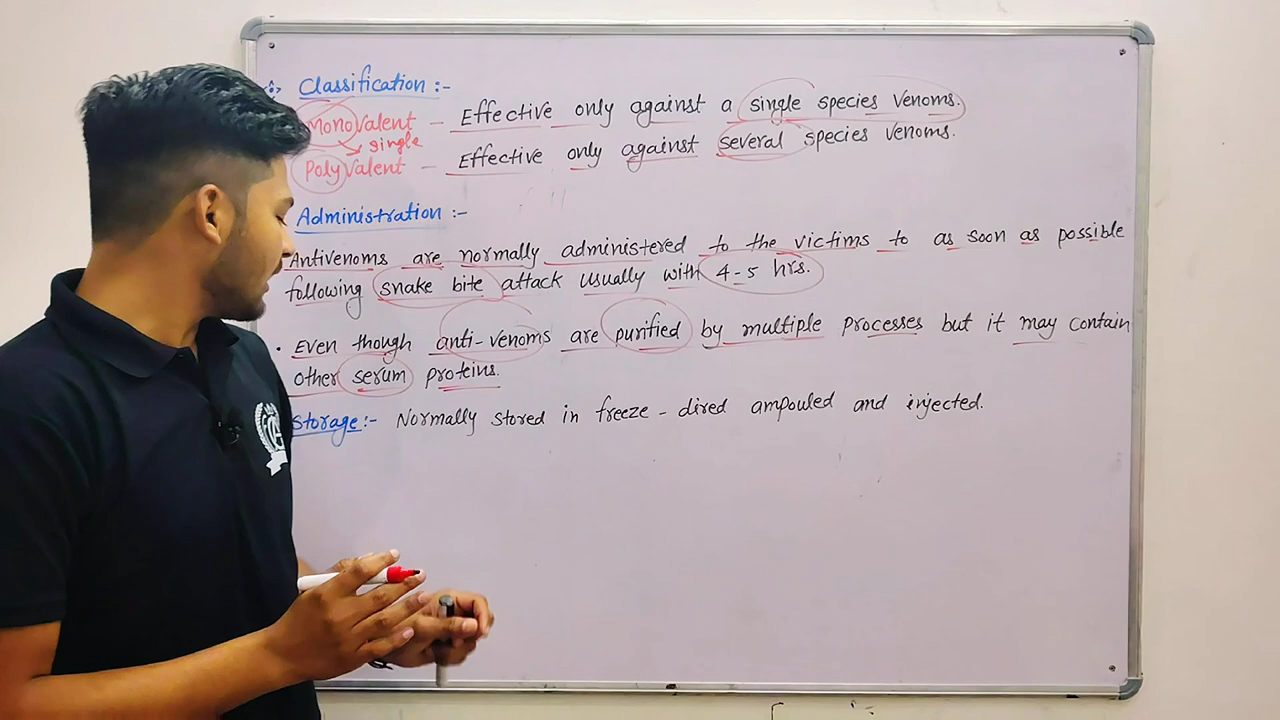 Classification :-
Monovalent - Effective only against a single species venoms.
↘ single
Polyvalent - Effective only against several species venoms.
Administration :-
Antivenoms are normally administered to the victims to as soon as possible
following snake bite attack usually with 4-5 hrs.
• Even though anti-venoms are purified by multiple processes but it may contain
other serum proteins.
Storage :- Normally stored in freeze - dired ampouled and injected.